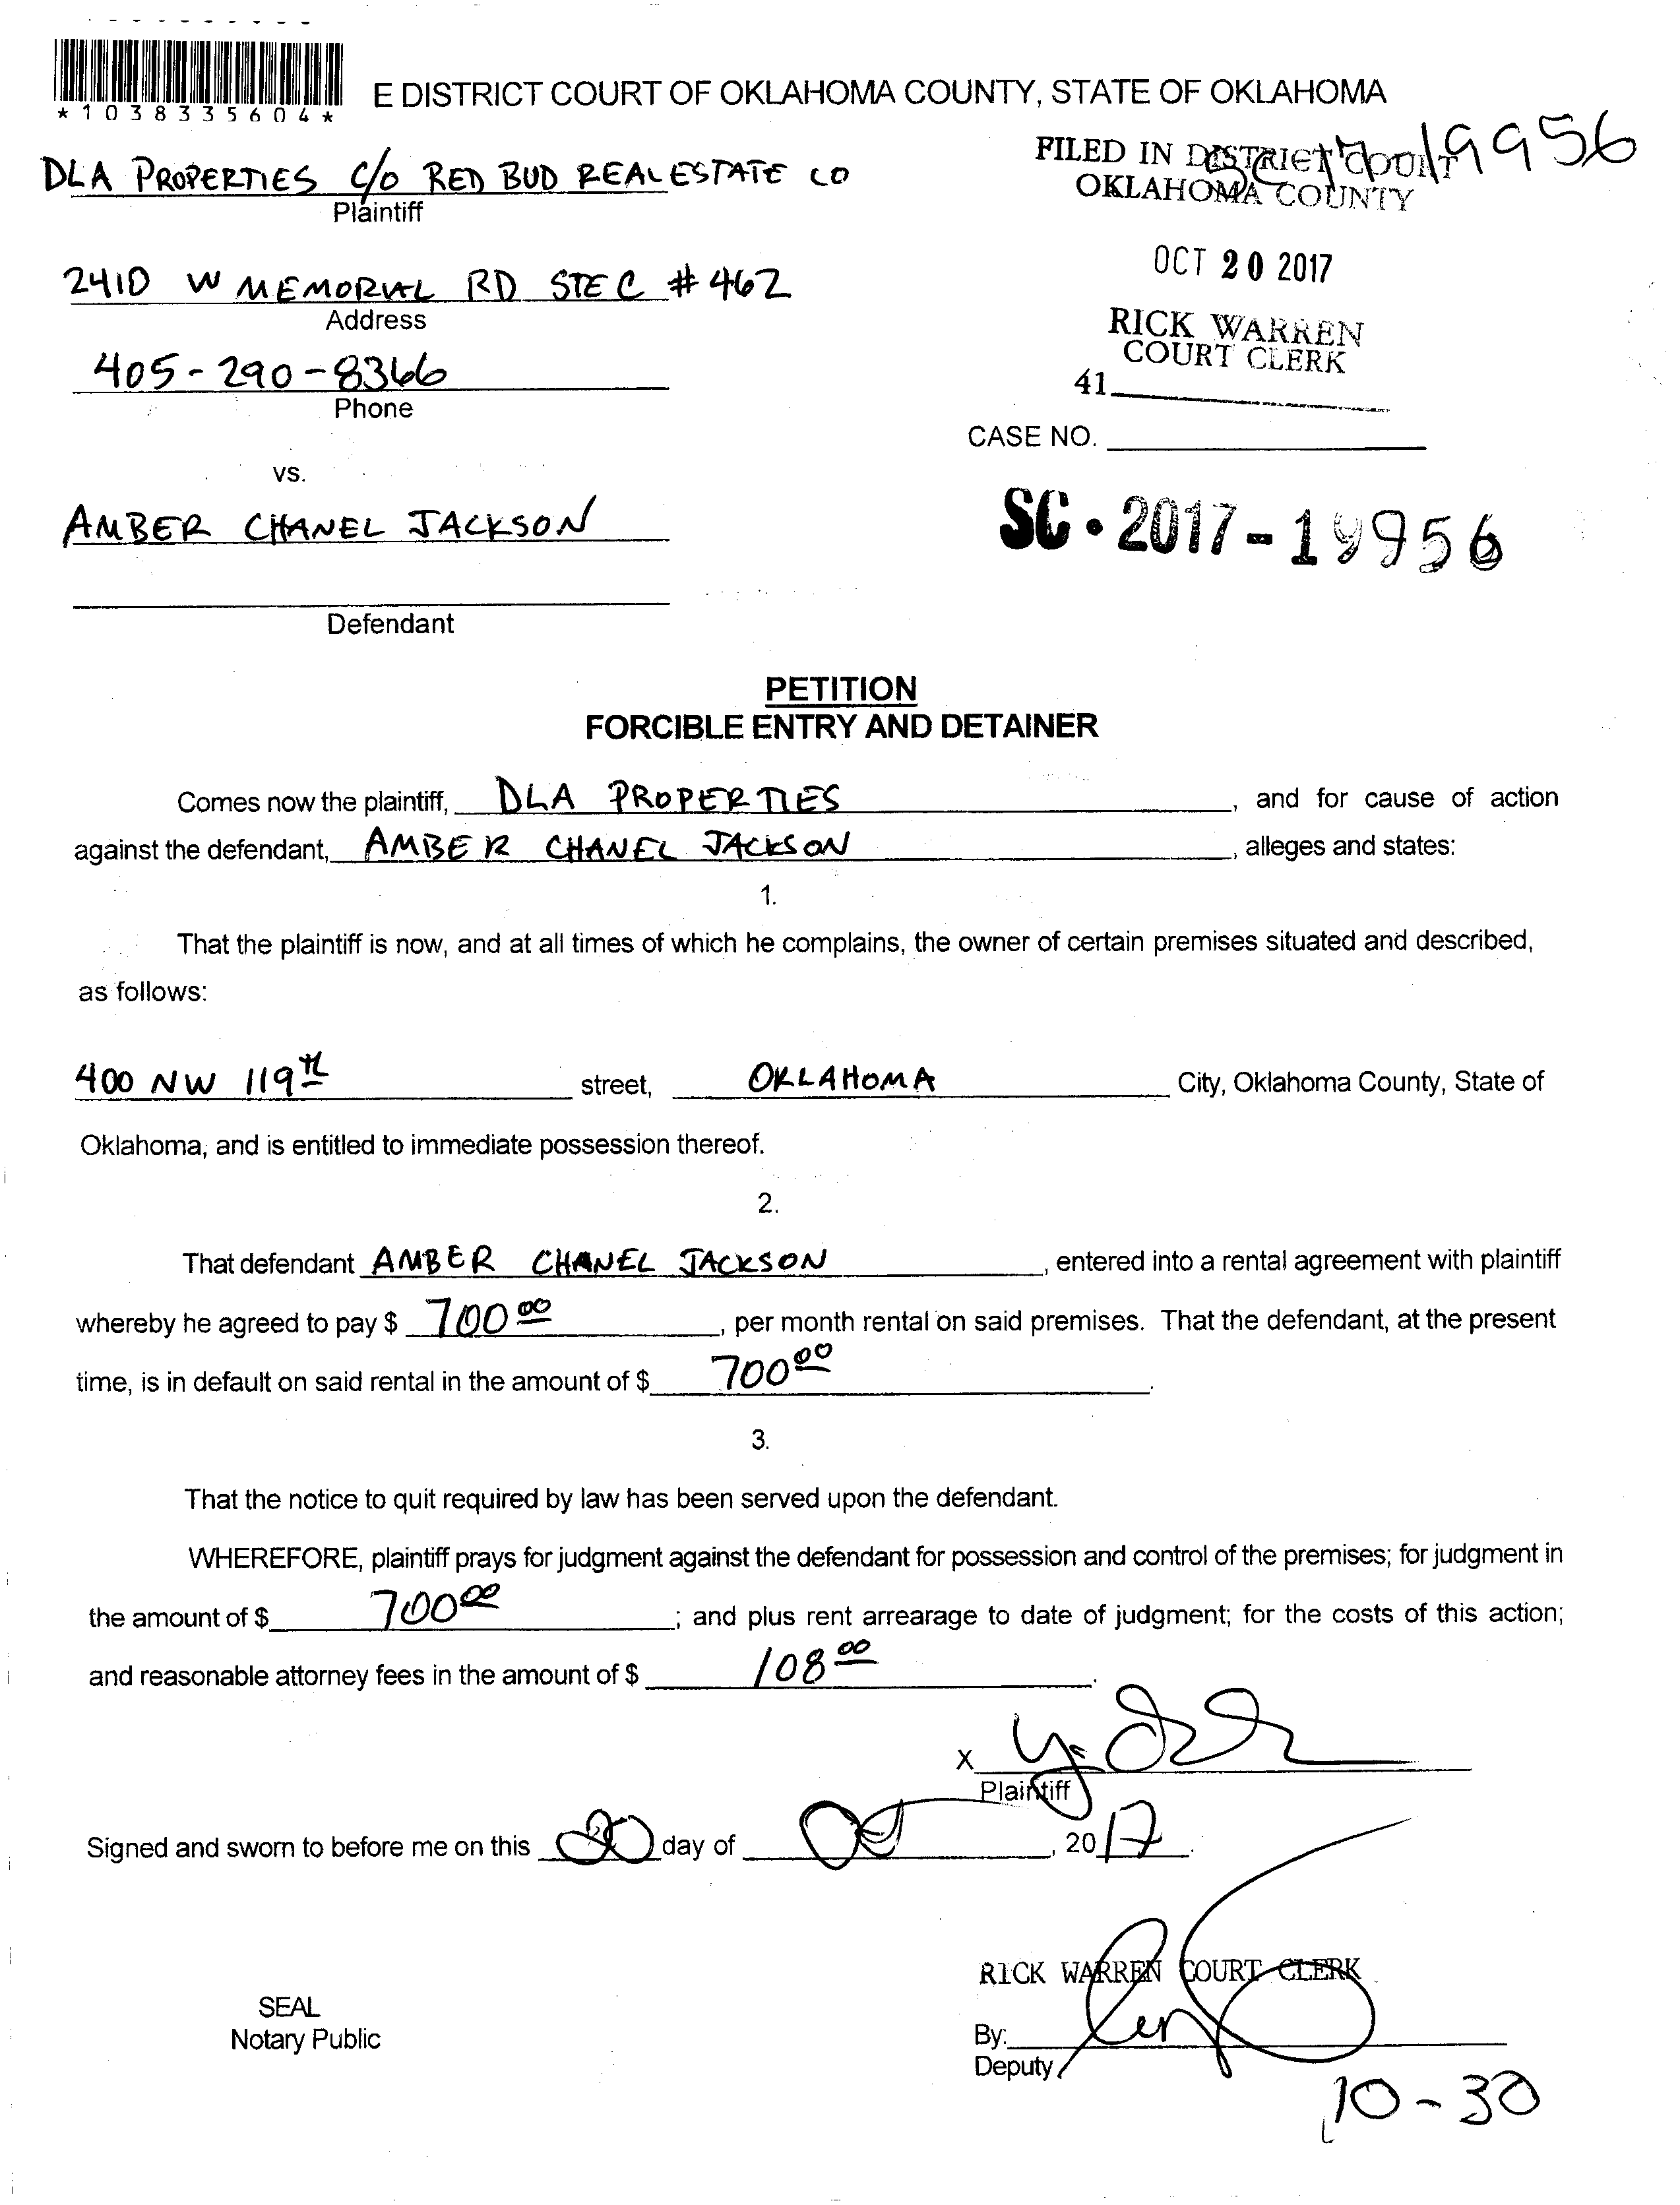 *1038335604*
E DISTRICT COURT OF OKLAHOMA COUNTY, STATE OF OKLAHOMA
DLA PROPERTIES C/O RED BUD REAL ESTATE CO
Plaintiff
FILED IN DISTRICT COURT
OKLAHOMA COUNTY
SC 17 19956
2410 W MEMORIAL RD STE C #462
Address
OCT 20 2017
405-290-8366
Phone
RICK WARREN
COURT CLERK
41
CASE NO.
vs.
AMBER CHANEL JACKSON
SC • 2017 - 19956
Defendant
PETITION
FORCIBLE ENTRY AND DETAINER
Comes now the plaintiff, DLA PROPERTIES, and for cause of action
against the defendant, AMBER CHANEL JACKSON, alleges and states:
1.
That the plaintiff is now, and at all times of which he complains, the owner of certain premises situated and described,
as follows:
400 NW 119th street, OKLAHOMA City, Oklahoma County, State of
Oklahoma, and is entitled to immediate possession thereof.
2.
That defendant AMBER CHANEL JACKSON, entered into a rental agreement with plaintiff
whereby he agreed to pay $ 700 00, per month rental on said premises. That the defendant, at the present
time, is in default on said rental in the amount of $ 700 00.
3.
That the notice to quit required by law has been served upon the defendant.
WHEREFORE, plaintiff prays for judgment against the defendant for possession and control of the premises; for judgment in
the amount of $ 700 00; and plus rent arrearage to date of judgment; for the costs of this action;
and reasonable attorney fees in the amount of $ 108 00.
X
Plaintiff
Signed and sworn to before me on this 20 day of , 2017.
RICK WARREN COURT CLERK
SEAL
Notary Public
By:
Deputy
10-30